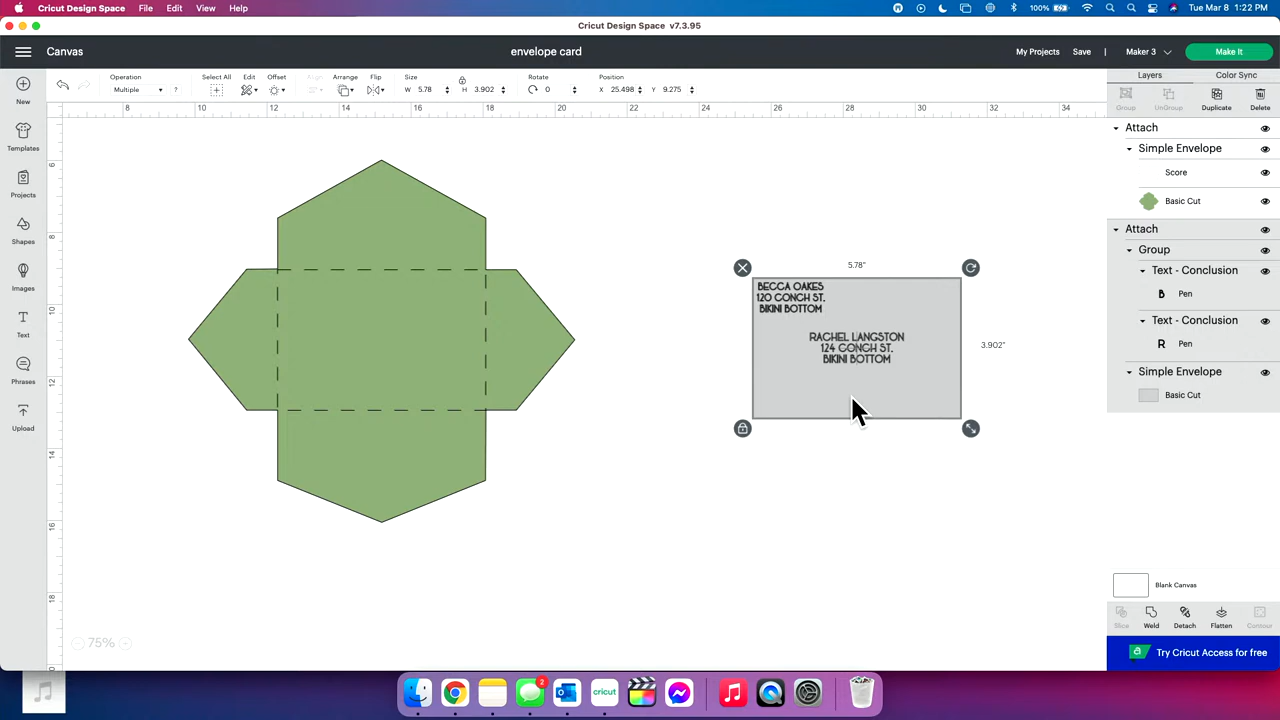 Cricut Design Space File Edit View Help 100% Tue Mar 8 1:22 PM
Cricut Design Space v7.3.95
Canvas envelope card My Projects Save Maker 3 Make It
Operation Select All Edit Offset Align Arrange Flip Size Rotate Position
Multiple ? W 5.78 H 3.902 0 X 25.498 Y 9.275
Layers Color Sync
Group UnGroup Duplicate Delete
8 10 12 14 16 18 20 22 24 26 28 30 32 34
6
8
10
12
14
16
18
New
Templates
Projects
Shapes
Images
Text
Phrases
Upload
5.78"
3.902"
BECCA OAKES
120 CONCH ST.
BIKINI BOTTOM
RACHEL LANGSTON
124 CONCH ST.
BIKINI BOTTOM
Attach
Simple Envelope
Score
Basic Cut
Attach
Group
Text - Conclusion
B Pen
Text - Conclusion
R Pen
Simple Envelope
Basic Cut
Blank Canvas
Slice Weld Detach Flatten Contour
Try Cricut Access for free
75%
2
cricut